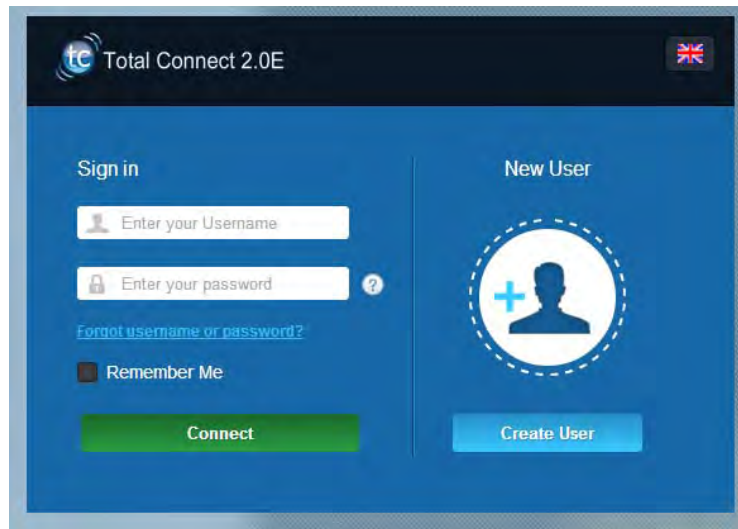 tc Total Connect 2.0E
Sign in
Enter your Username
Enter your password
?
Forgot username or password?
Remember Me
Connect
New User
Create User